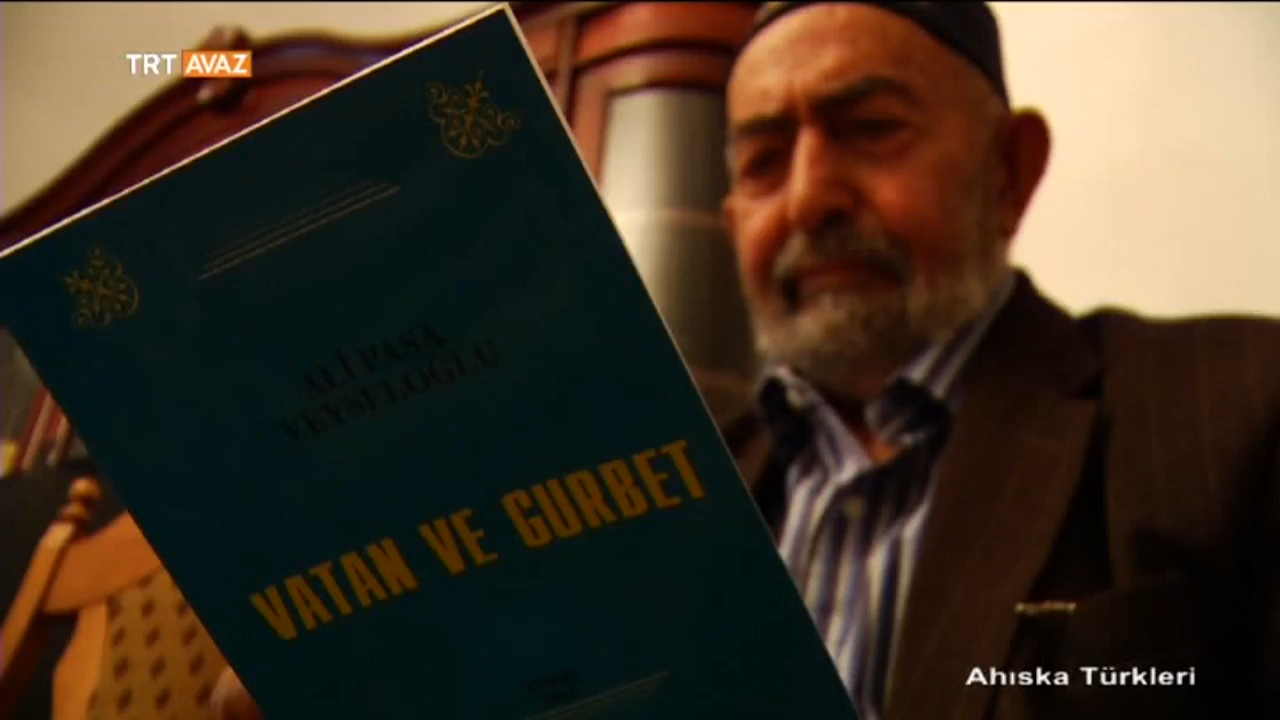 TRT AVAZ
ALİ PAŞA
VEYSELOĞLU
VATAN VE GURBET
Ahıska Türkleri